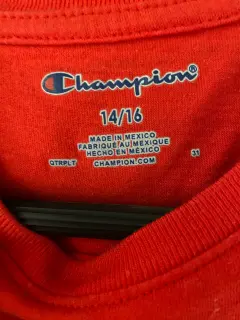 Champion®
14/16
MADE IN MEXICO
FABRIQUÉ AU MEXIQUE
HECHO EN MÉXICO
QTRPLT CHAMPION.COM 31